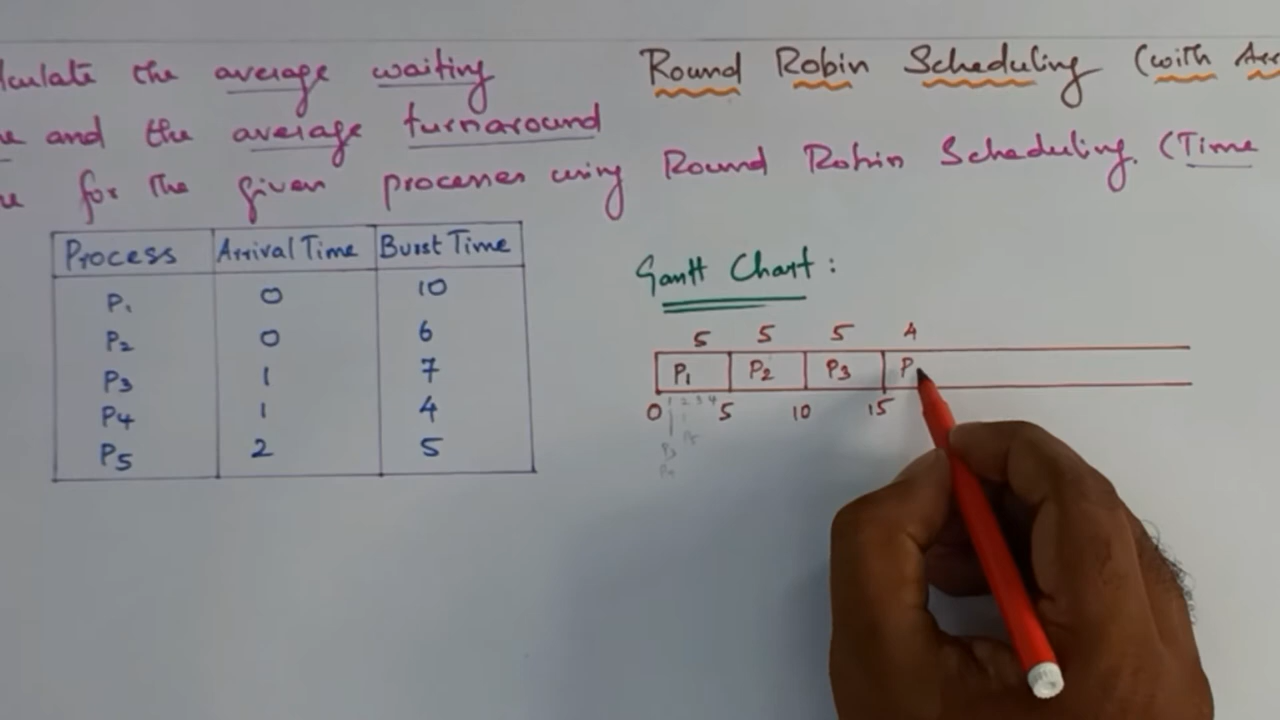 lculate the average waiting
and the average turnaround
for the given processes using Round Robin Scheduling. (Time
Round Robin Scheduling (with Arr
Process Arrival Time Burst Time
P1 0 10
P2 0 6
P3 1 7
P4 1 4
P5 2 5
Gantt Chart :
5 5 5 4
P1 P2 P3 P
0 1 2 3 4 5 10 15
P5
P3
P4